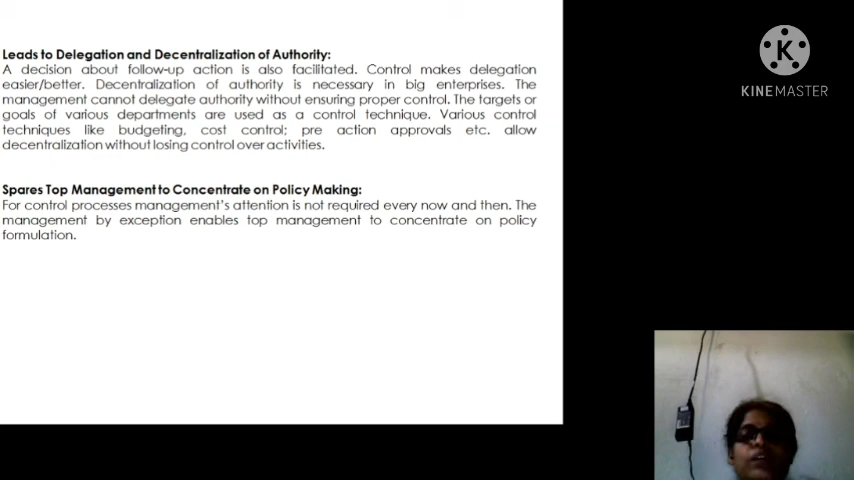 Leads to Delegation and Decentralization of Authority:
A decision about follow-up action is also facilitated. Control makes delegation
easier/better. Decentralization of authority is necessary in big enterprises. The
management cannot delegate authority without ensuring proper control. The targets or
goals of various departments are used as a control technique. Various control
techniques like budgeting, cost control; pre action approvals etc. allow
decentralization without losing control over activities.
Spares Top Management to Concentrate on Policy Making:
For control processes management's attention is not required every now and then. The
management by exception enables top management to concentrate on policy
formulation.
K
KINEMASTER